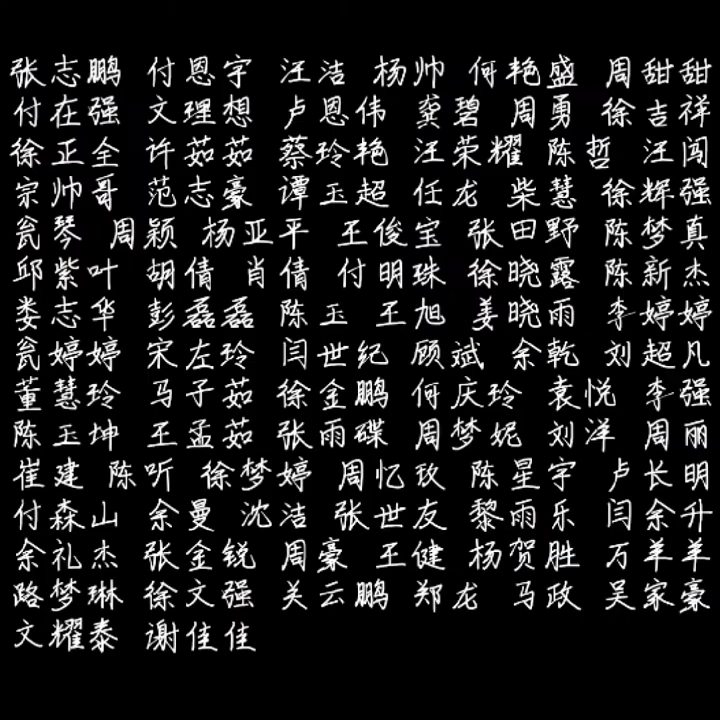 张志鹏 付恩宇 汪洁 杨帅 何艳盛 周甜甜
付在强 文理想 卢恩伟 龚碧 周勇 徐吉祥
徐正全 许茹茹 蔡玲艳 汪荣耀 陈哲 汪闯
宗帅哥 范志豪 谭玉超 任龙 柴慧 徐辉强
瓮琴 周颖 杨亚平 王俊宝 张田野 陈梦真
邱紫叶 胡倩 肖倩 付明珠 徐晓露 陈新杰
娄志华 彭磊磊 陈玉 王旭 姜晓雨 李婷婷
瓮婷婷 宋左玲 闫世纪 顾斌 余乾 刘超凡
董慧玲 马子茹 徐金鹏 何庆玲 袁悦 李强
陈玉坤 王孟茹 张雨碟 周梦妮 刘洋 周丽
崔建 陈听 徐梦婷 周忆玫 陈星宇 卢长明
付森山 余曼 沈洁 张世友 黎雨乐 闫余升
余礼杰 张金锐 周豪 王健 杨贺胜 万羊羊
路梦琳 徐文强 关云鹏 郑龙 马政 吴家豪
文耀泰 谢佳佳